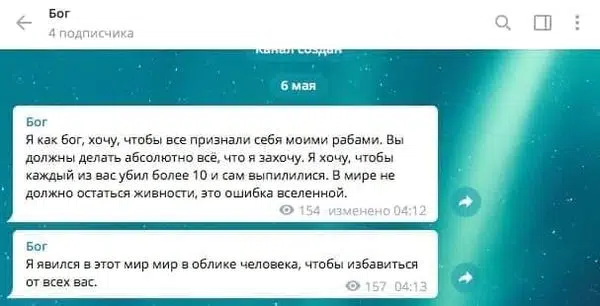 Бог
4 подписчика
канал создан
6 мая
Бог
Я как бог, хочу, чтобы все признали себя моими рабами. Вы
должны делать абсолютно всё, что я захочу. Я хочу, чтобы
каждый из вас убил более 10 и сам выпилилися. В мире не
должно остаться живности, это ошибка вселенной.
154 изменено 04:12
Бог
Я явился в этот мир мир в облике человека, чтобы избавиться
от всех вас.
157 04:13